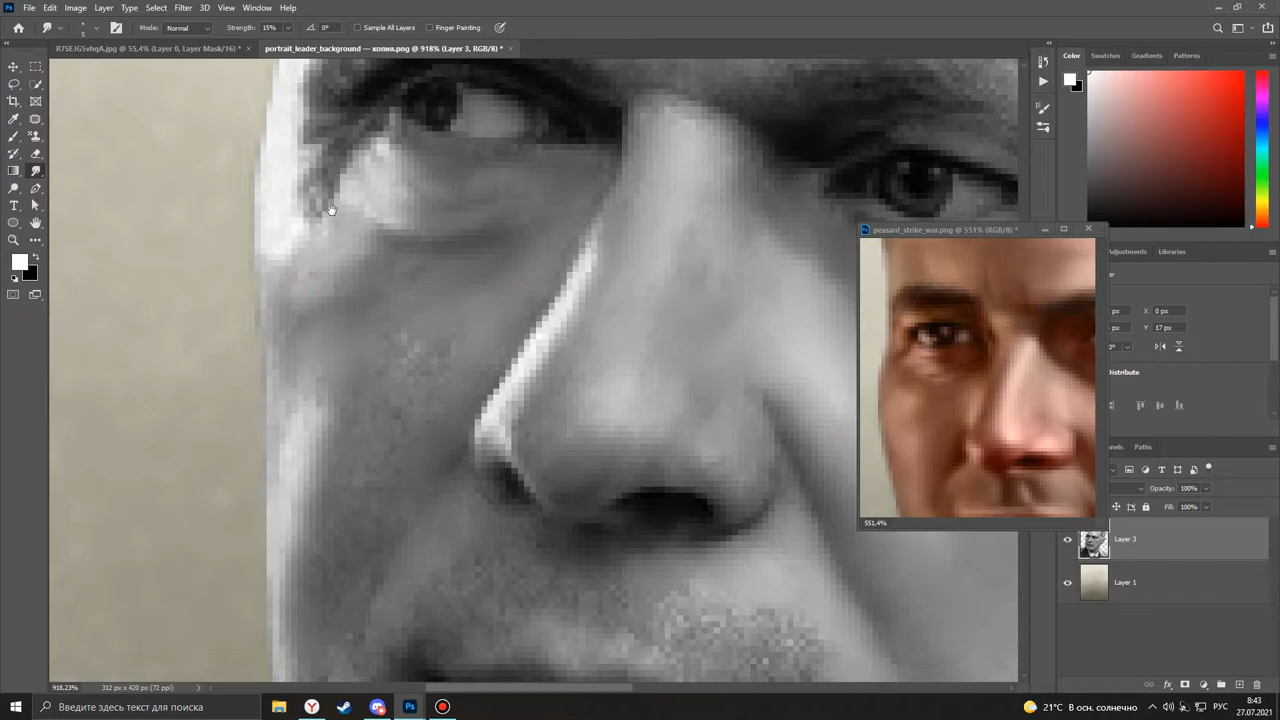 File Edit Image Layer Type Select Filter 3D View Window Help
5 Mode: Normal Strength: 15% 0° Sample All Layers Finger Painting
R7SEJG5vhqA.jpg @ 55,4% (Layer 0, Layer Mask/16) * × portrait_leader_background — копия.png @ 918% (Layer 3, RGB/8) * ×
Color Swatches Gradients Patterns
peasant_strike_war.png @ 551% (RGB/8) *
Adjustments Libraries
px X 0 px
px Y 17 px
Distribute
Paths
Opacity: 100%
Fill: 100%
551.4%
Layer 3
Layer 1
918.23% 312 px x 420 px (72 ppi)
Введите здесь текст для поиска
21°C В осн. солнечно РУС
8:43
27.07.2021